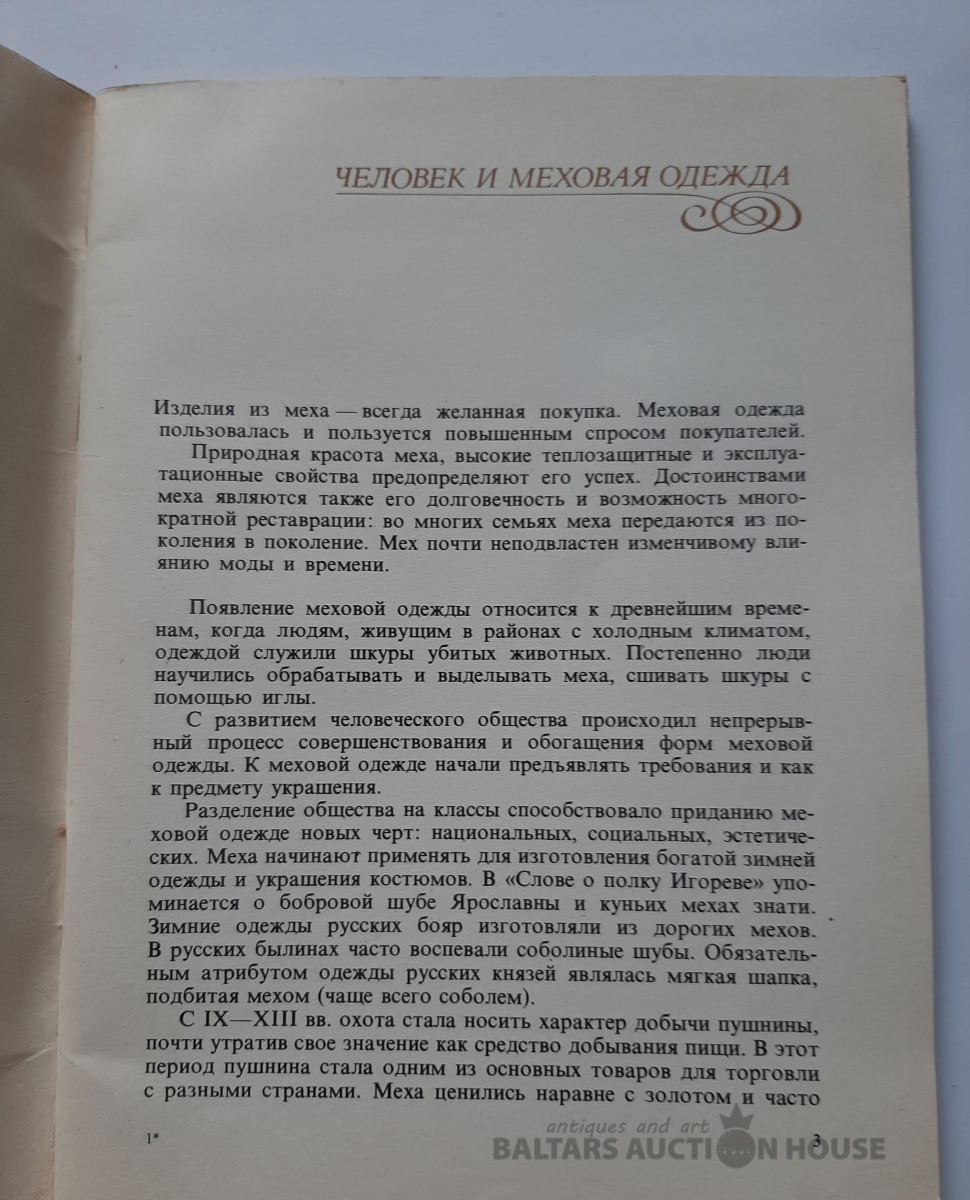 ЧЕЛОВЕК И МЕХОВАЯ ОДЕЖДА
Изделия из меха — всегда желанная покупка. Меховая одежда
пользовалась и пользуется повышенным спросом покупателей.
Природная красота меха, высокие теплозащитные и эксплуа-
тационные свойства предопределяют его успех. Достоинствами
меха являются также его долговечность и возможность много-
кратной реставрации: во многих семьях меха передаются из по-
коления в поколение. Мех почти неподвластен изменчивому вли-
янию моды и времени.
Появление меховой одежды относится к древнейшим време-
нам, когда людям, живущим в районах с холодным климатом,
одеждой служили шкуры убитых животных. Постепенно люди
научились обрабатывать и выделывать меха, сшивать шкуры с
помощью иглы.
С развитием человеческого общества происходил непрерыв-
ный процесс совершенствования и обогащения форм меховой
одежды. К меховой одежде начали предъявлять требования и как
к предмету украшения.
Разделение общества на классы способствовало приданию ме-
ховой одежде новых черт: национальных, социальных, эстетиче-
ских. Меха начинают применять для изготовления богатой зимней
одежды и украшения костюмов. В «Слове о полку Игореве» упо-
минается о бобровой шубе Ярославны и куньих мехах знати.
Зимние одежды русских бояр изготовляли из дорогих мехов.
В русских былинах часто воспевали соболиные шубы. Обязатель-
ным атрибутом одежды русских князей являлась мягкая шапка,
подбитая мехом (чаще всего соболем).
С IX—XIII вв. охота стала носить характер добычи пушнины,
почти утратив свое значение как средство добывания пищи. В этот
период пушнина стала одним из основных товаров для торговли
с разными странами. Меха ценились наравне с золотом и часто
1*
3
antiques and art
BALTARS AUCTION HOUSE